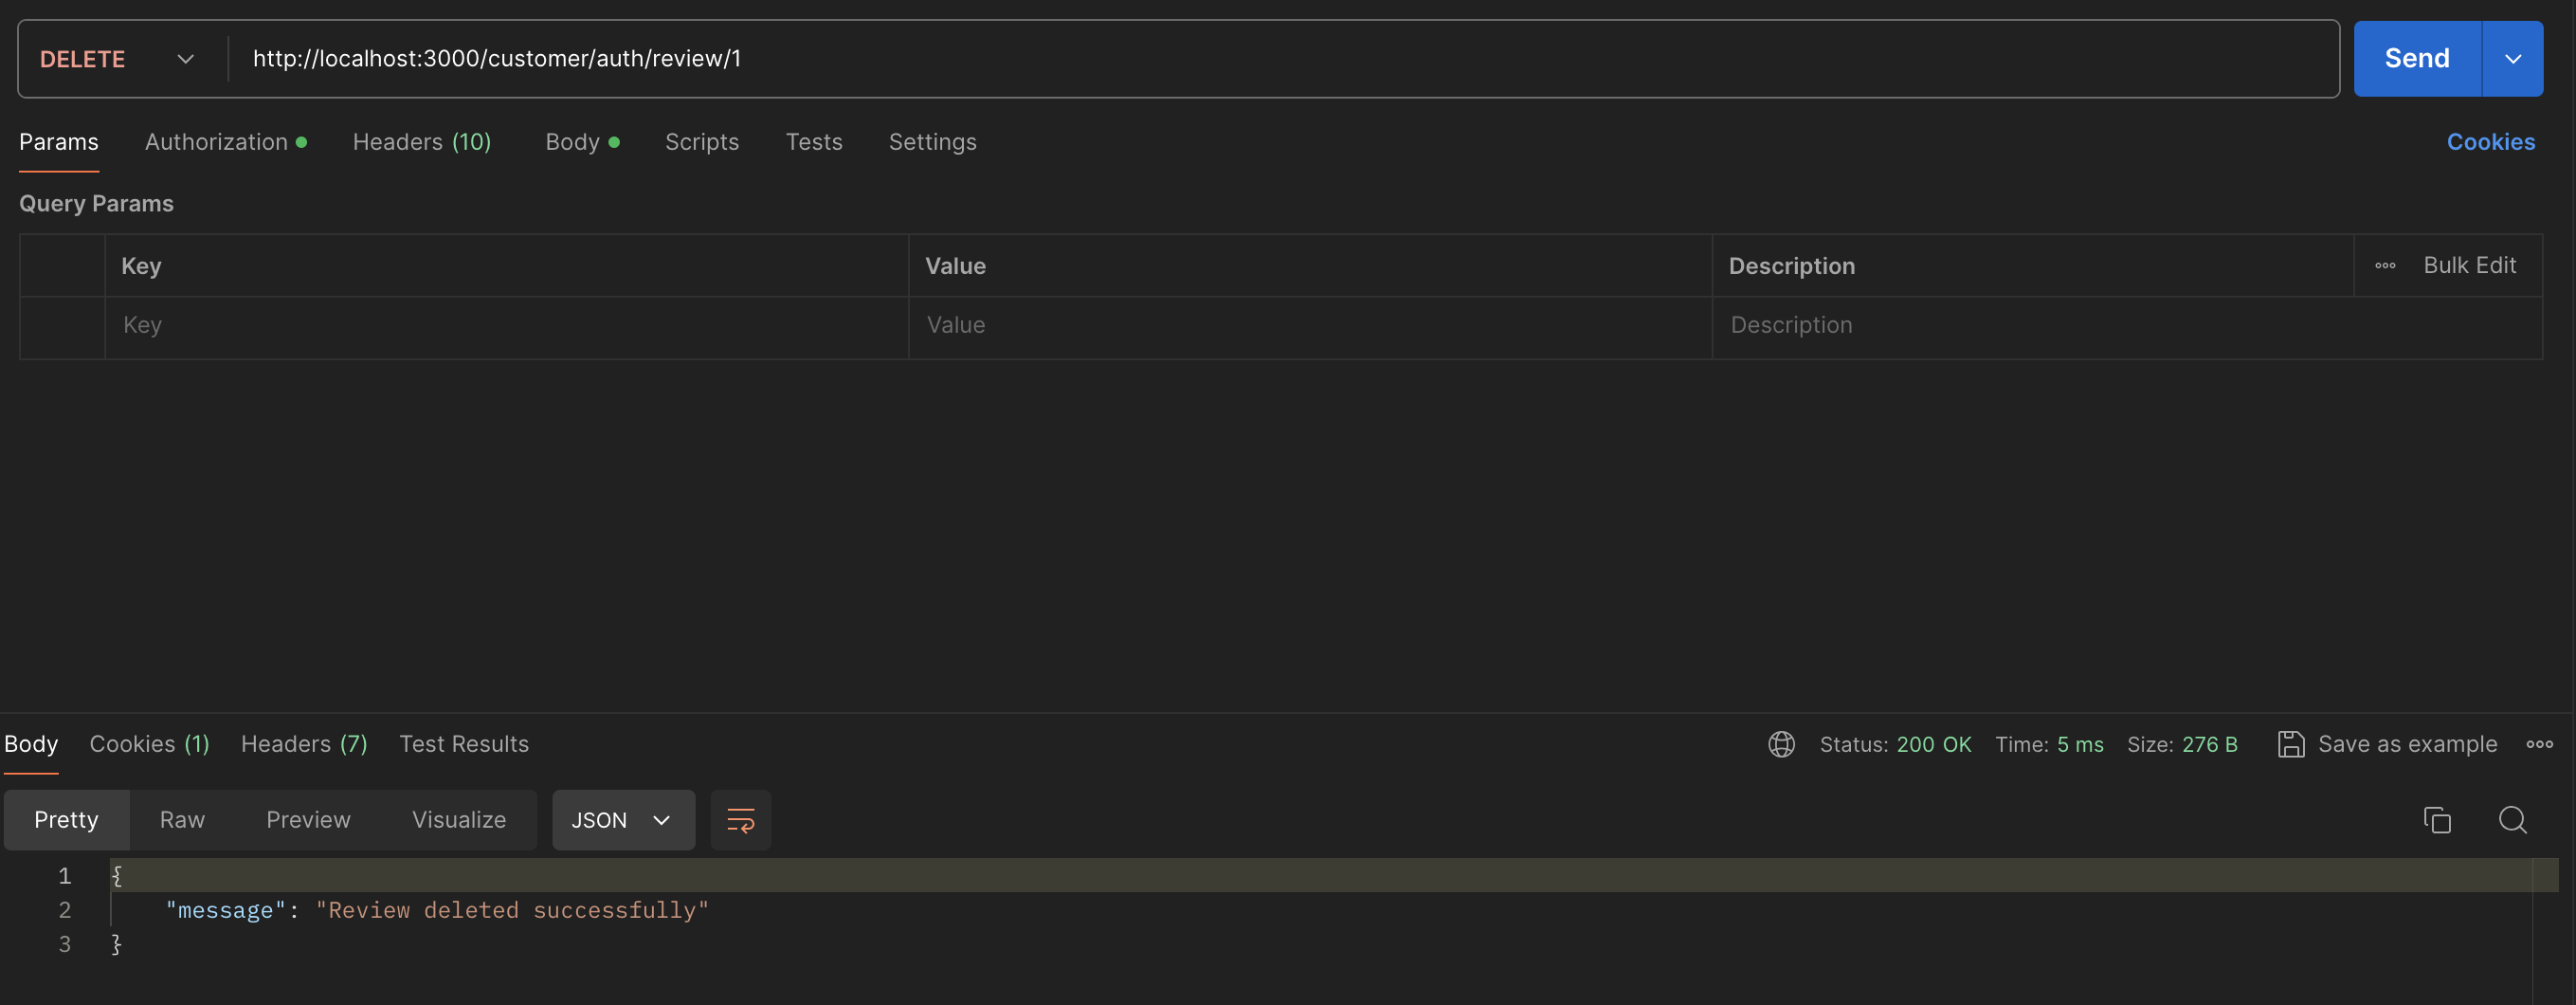 DELETE http://localhost:3000/customer/auth/review/1 Send
Params Authorization Headers (10) Body Scripts Tests Settings Cookies
Query Params
Key Value Description Bulk Edit
Key Value Description
Body Cookies (1) Headers (7) Test Results Status: 200 OK Time: 5 ms Size: 276 B Save as example
Pretty Raw Preview Visualize JSON
1 {
2 "message": "Review deleted successfully"
3 }